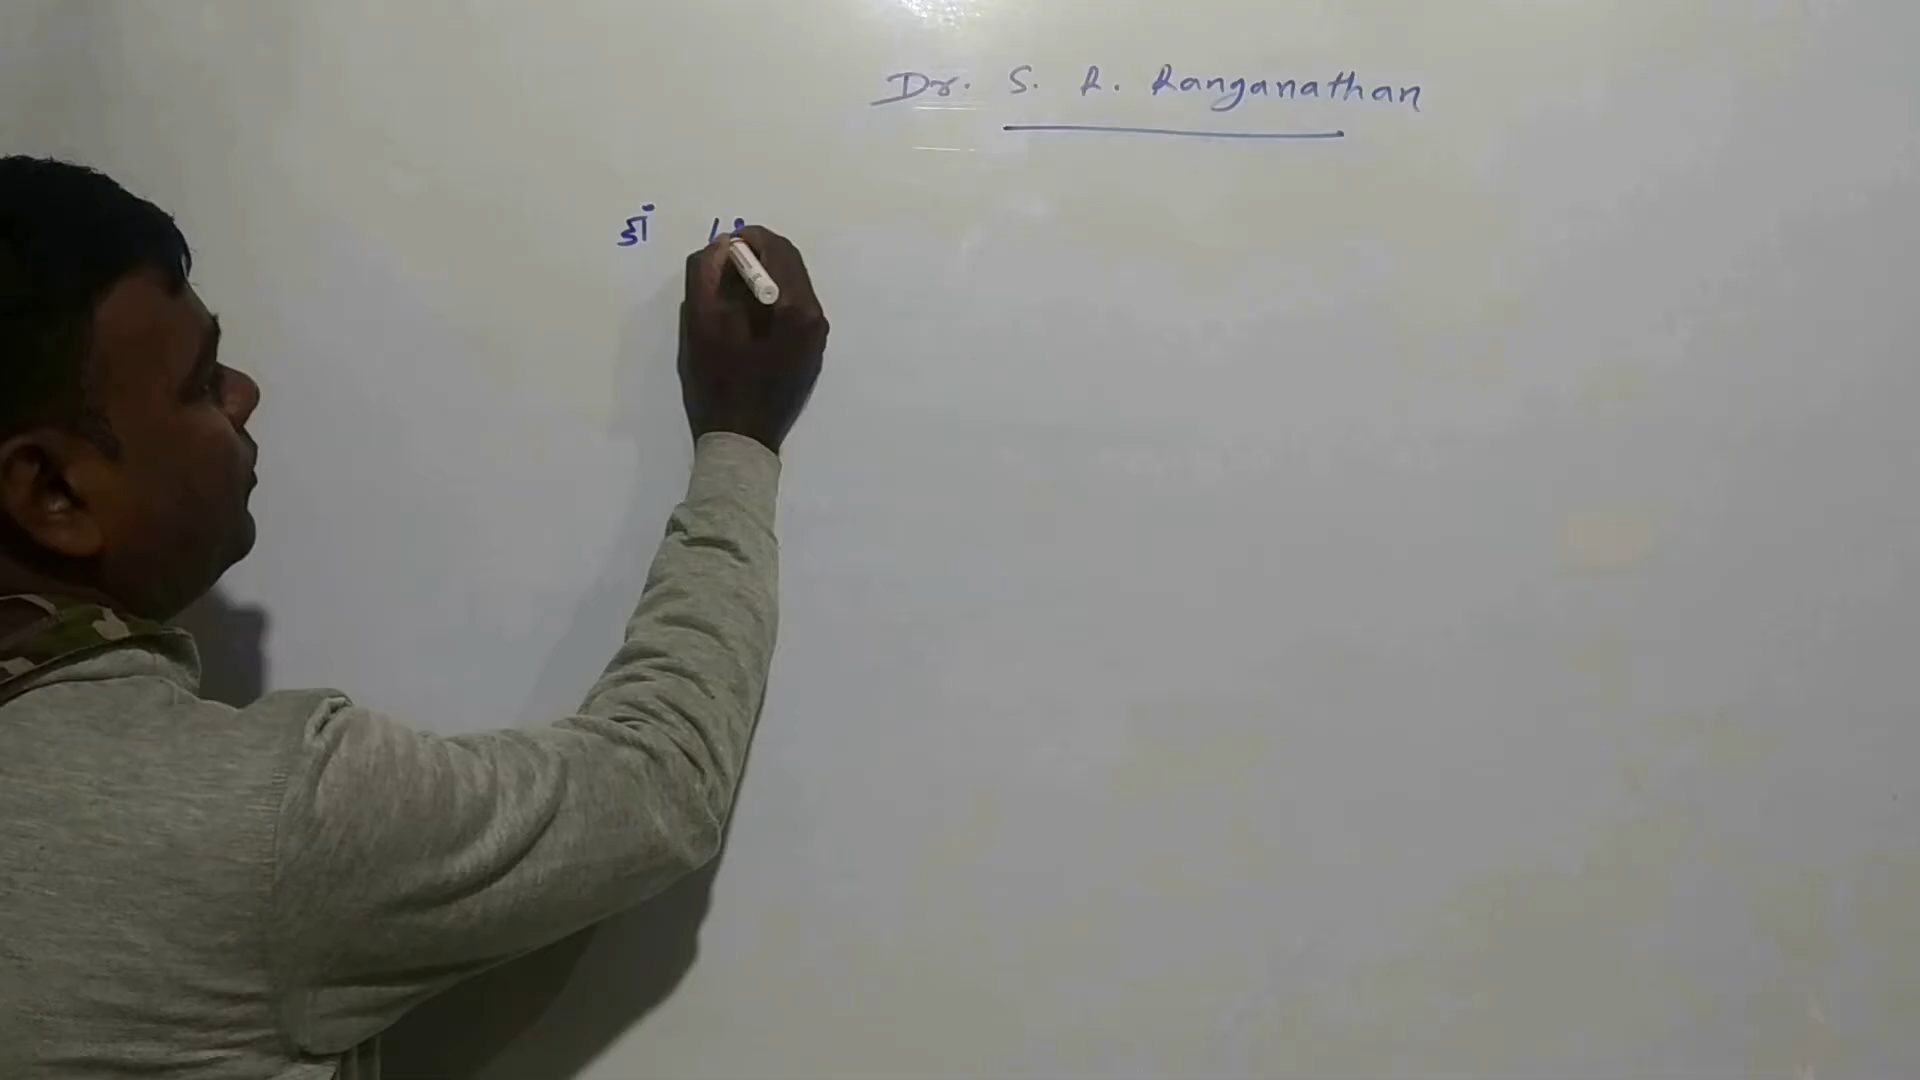 Dr. S. R. Ranganathan
डां